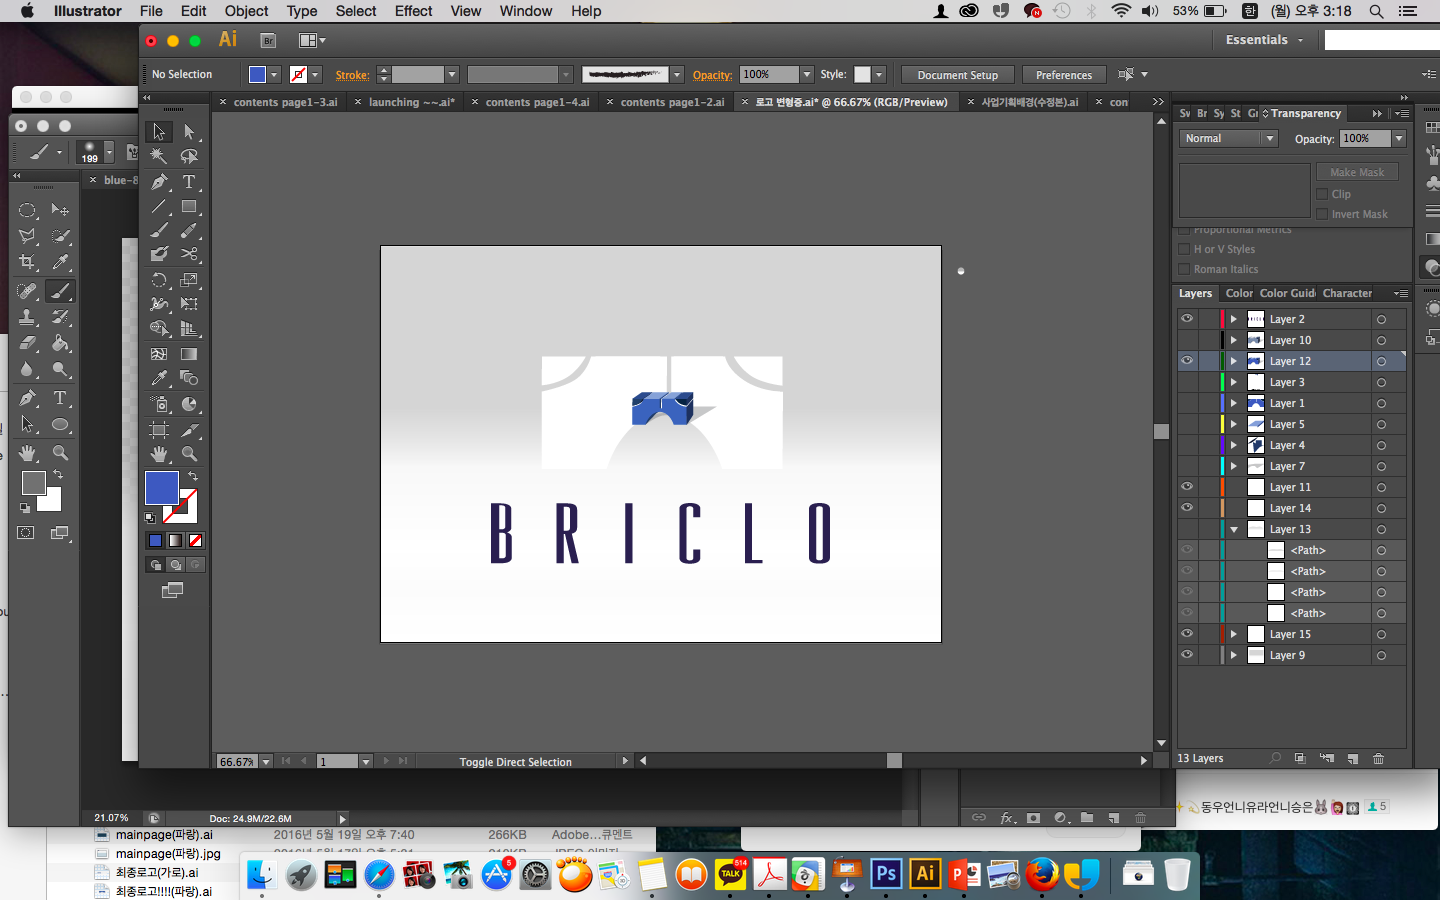 Illustrator File Edit Object Type Select Effect View Window Help 53% 한 (월) 오후 3:18
Ai Br Essentials
No Selection Stroke: Opacity: 100% Style: Document Setup Preferences
contents page1-3.ai launching ~~.ai* contents page1-4.ai contents page1-2.ai 로고 변형중.ai* @ 66.67% (RGB/Preview) 사업기획배경(수정본).ai
Transparency
Normal Opacity: 100%
Make Mask
Clip
Invert Mask
Proportional Metrics
H or V Styles
Roman Italics
199
blue-8
Layers Color Color Guide Character
Layer 2
Layer 10
Layer 12
Layer 3
Layer 1
Layer 5
Layer 4
Layer 7
Layer 11
Layer 14
Layer 13
<Path>
<Path>
<Path>
<Path>
Layer 15
Layer 9
13 Layers
BRICLO
66.67% 1 Toggle Direct Selection
21.07% Doc: 24.9M/22.6M
동우언니유라언니승은 5
mainpage(파랑).ai 2016년 5월 19일 오후 7:40 266KB Adobe...큐멘트
mainpage(파랑).jpg
최종로고(가로).ai
최종로고!!!!(파랑).ai
5 TALK 514 Ps Ai P